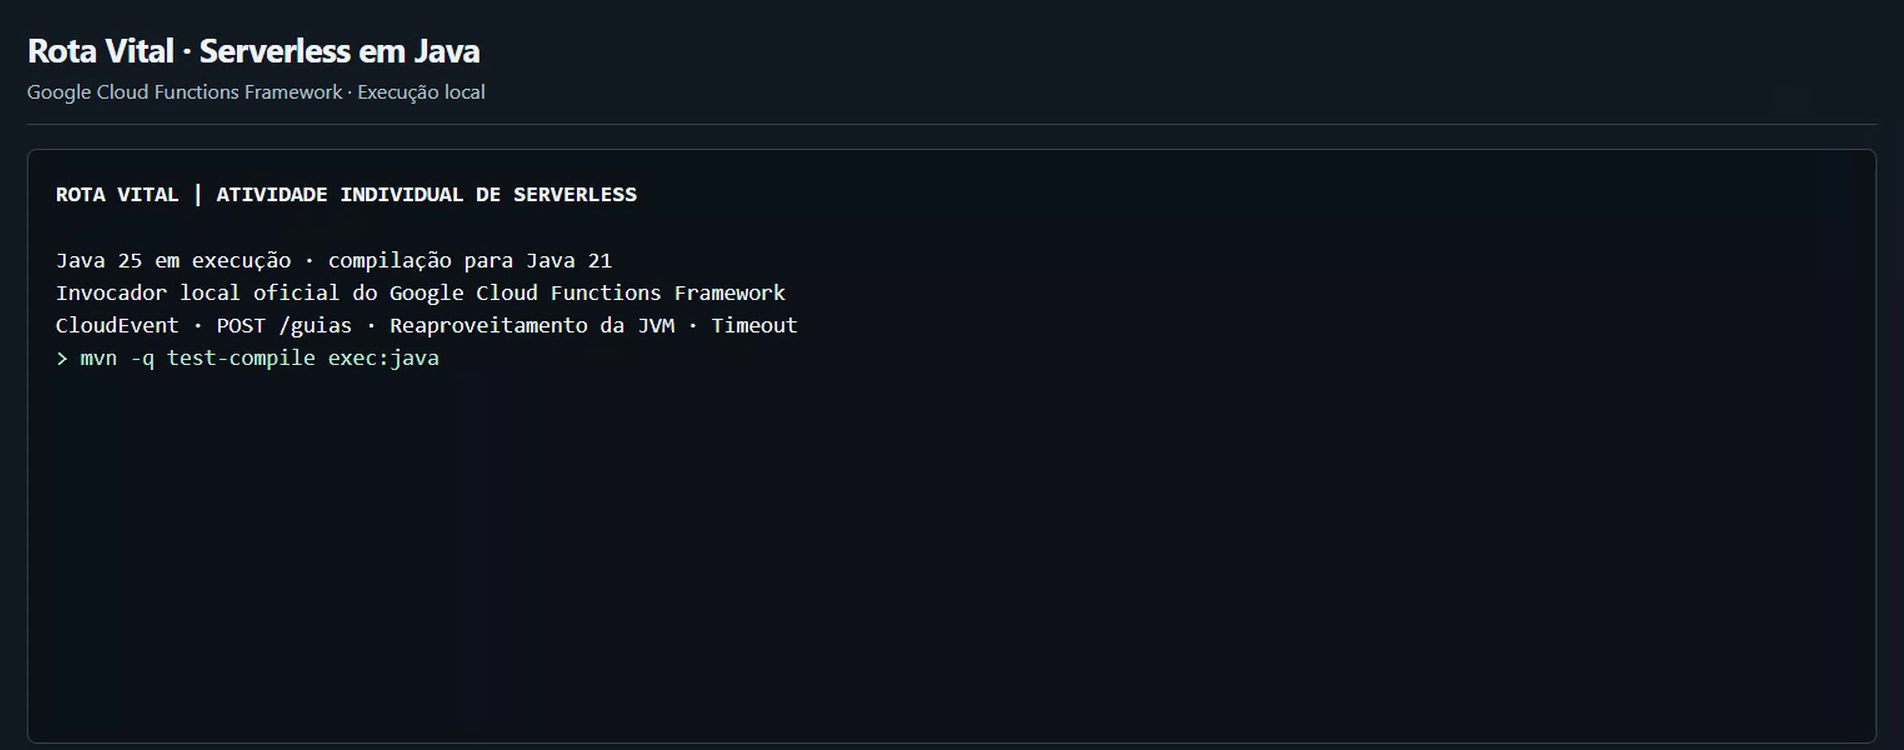 Rota Vital · Serverless em Java
Google Cloud Functions Framework · Execução local
ROTA VITAL | ATIVIDADE INDIVIDUAL DE SERVERLESS
Java 25 em execução · compilação para Java 21
Invocador local oficial do Google Cloud Functions Framework
CloudEvent · POST /guias · Reaproveitamento da JVM · Timeout
> mvn -q test-compile exec:java